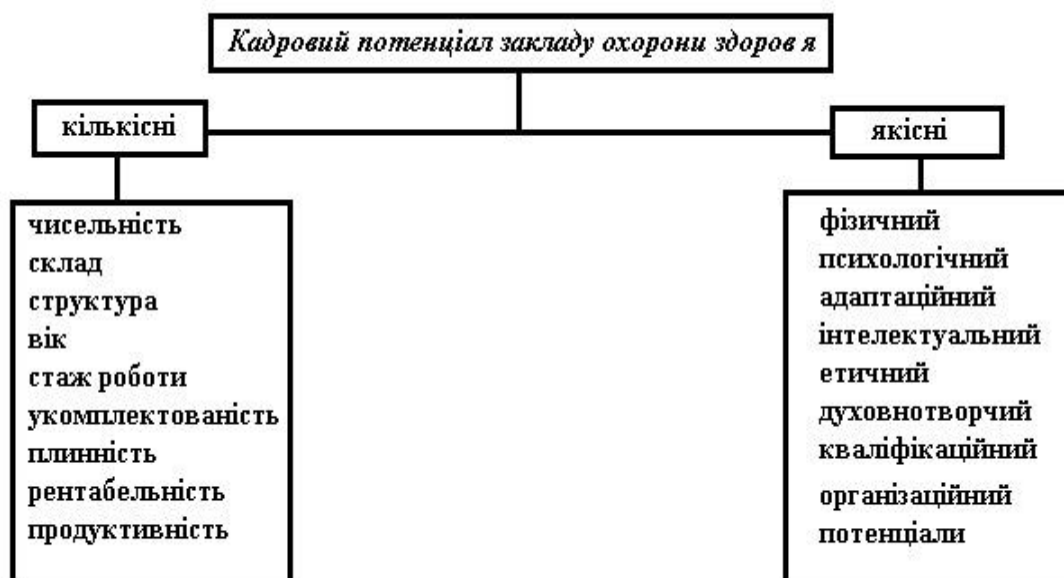 Кадровий потенціал закладу охорони здоров я
кількісні
якісні
чисельність
склад
структура
вік
стаж роботи
укомплектованість
плинність
рентабельність
продуктивність
фізичний
психологічний
адаптаційний
інтелектуальний
етичний
духовнотворчий
кваліфікаційний
організаційний
потенціали